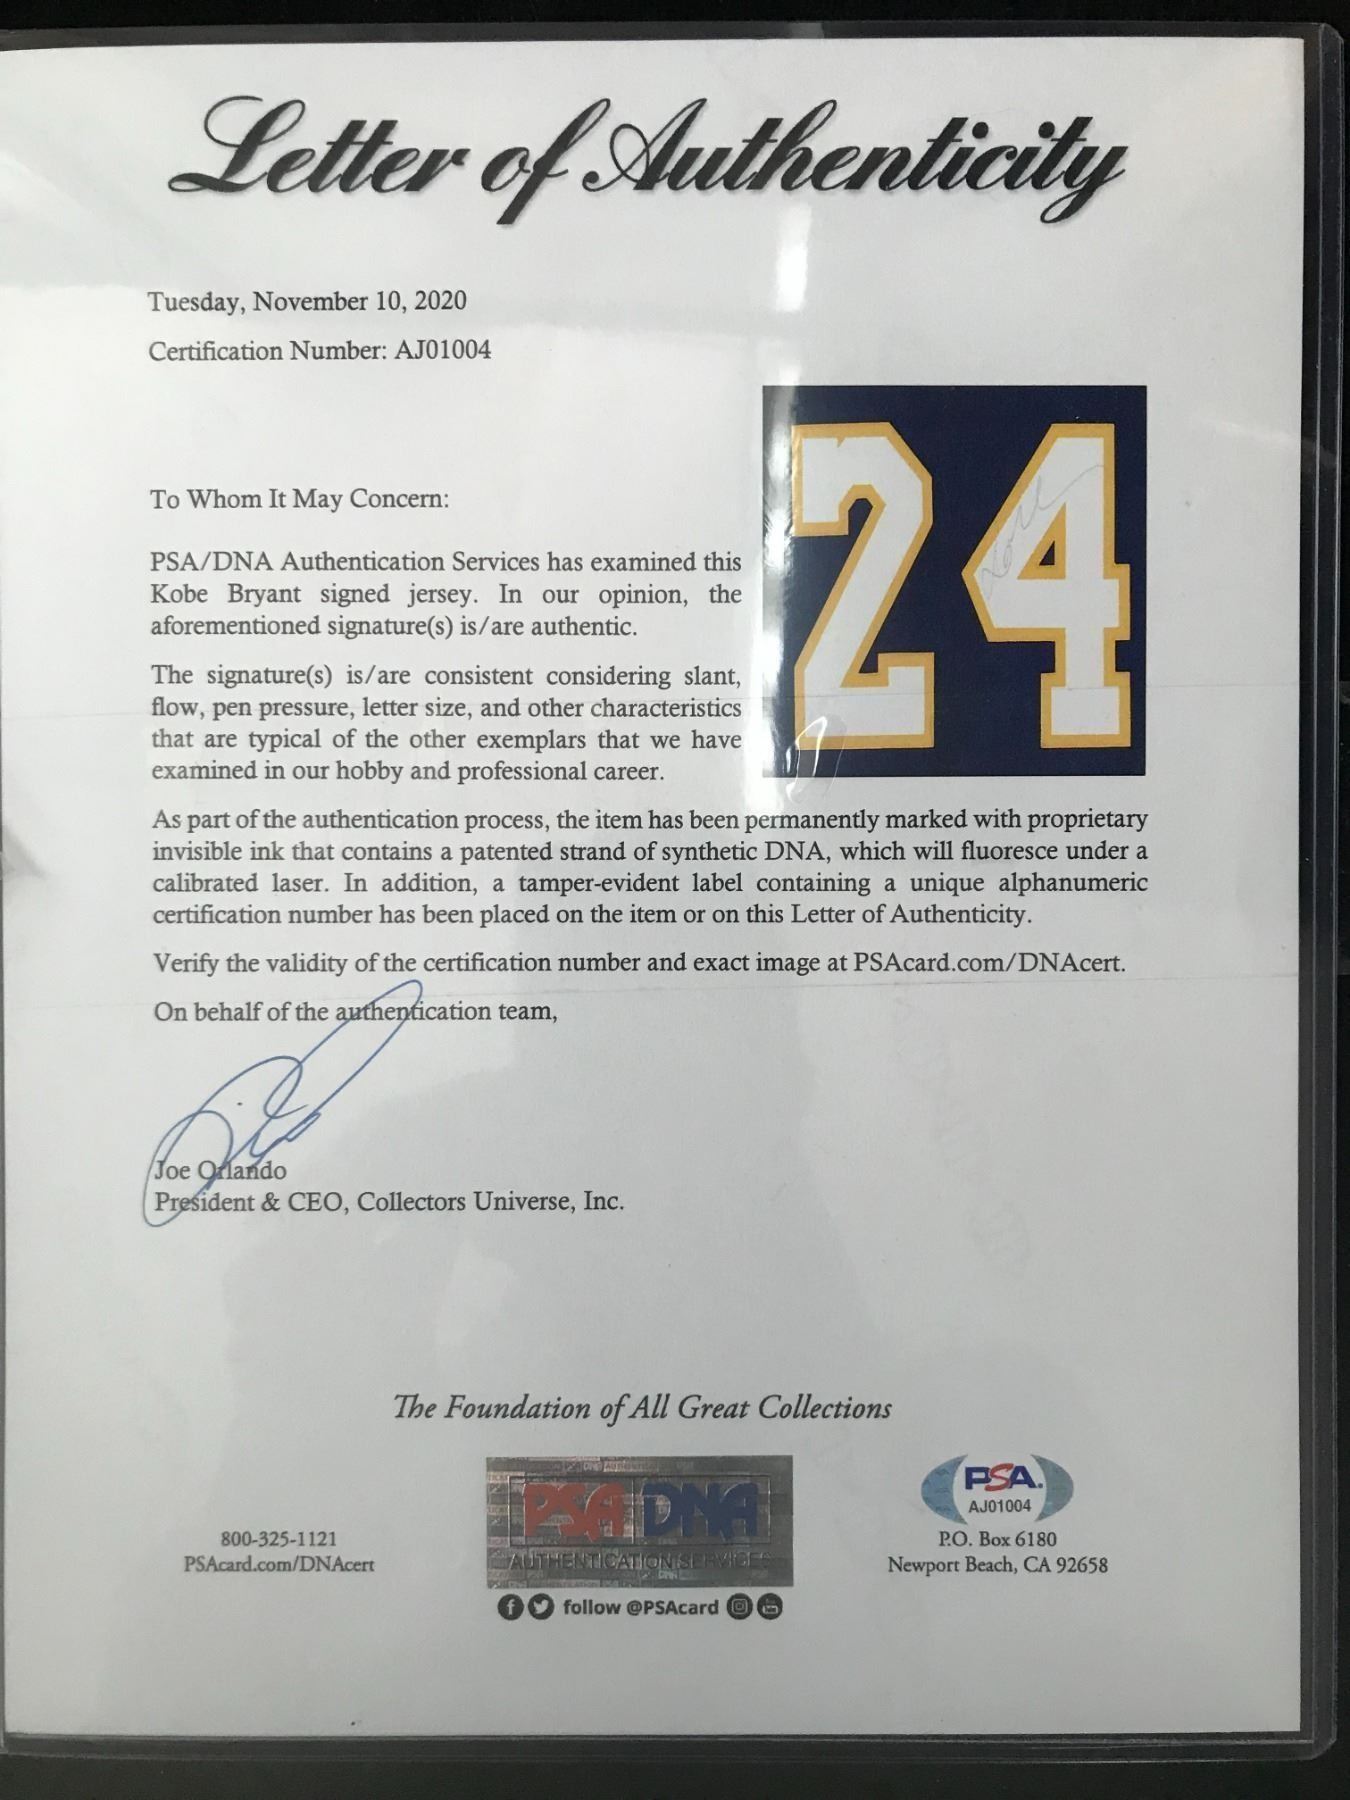 Letter of Authenticity
Tuesday, November 10, 2020
Certification Number: AJ01004
24
To Whom It May Concern:
PSA/DNA Authentication Services has examined this
Kobe Bryant signed jersey. In our opinion, the
aforementioned signature(s) is/are authentic.
The signature(s) is/are consistent considering slant,
flow, pen pressure, letter size, and other characteristics
that are typical of the other exemplars that we have
examined in our hobby and professional career.
As part of the authentication process, the item has been permanently marked with proprietary
invisible ink that contains a patented strand of synthetic DNA, which will fluoresce under a
calibrated laser. In addition, a tamper-evident label containing a unique alphanumeric
certification number has been placed on the item or on this Letter of Authenticity.
Verify the validity of the certification number and exact image at PSAcard.com/DNAcert.
On behalf of the authentication team,
Joe Orlando
President & CEO, Collectors Universe, Inc.
The Foundation of All Great Collections
800-325-1121
PSAcard.com/DNAcert
PSA DNA
AUTHENTICATION SERVICES
follow @PSAcard
PSA.
AJ01004
P.O. Box 6180
Newport Beach, CA 92658